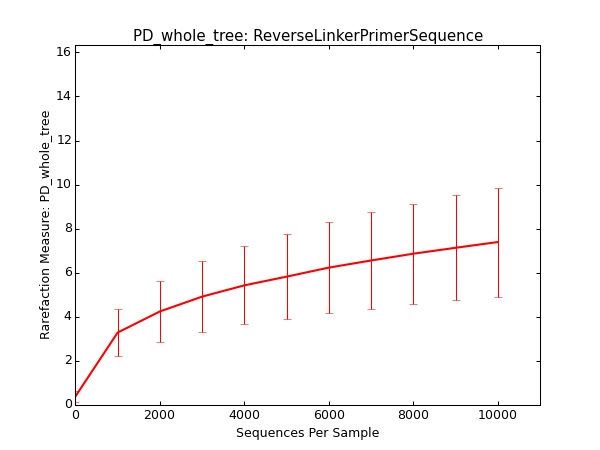 PD_whole_tree: ReverseLinkerPrimerSequence
16
14
12
10
8
6
4
2
0
Rarefaction Measure: PD_whole_tree
0 2000 4000 6000 8000 10000
Sequences Per Sample